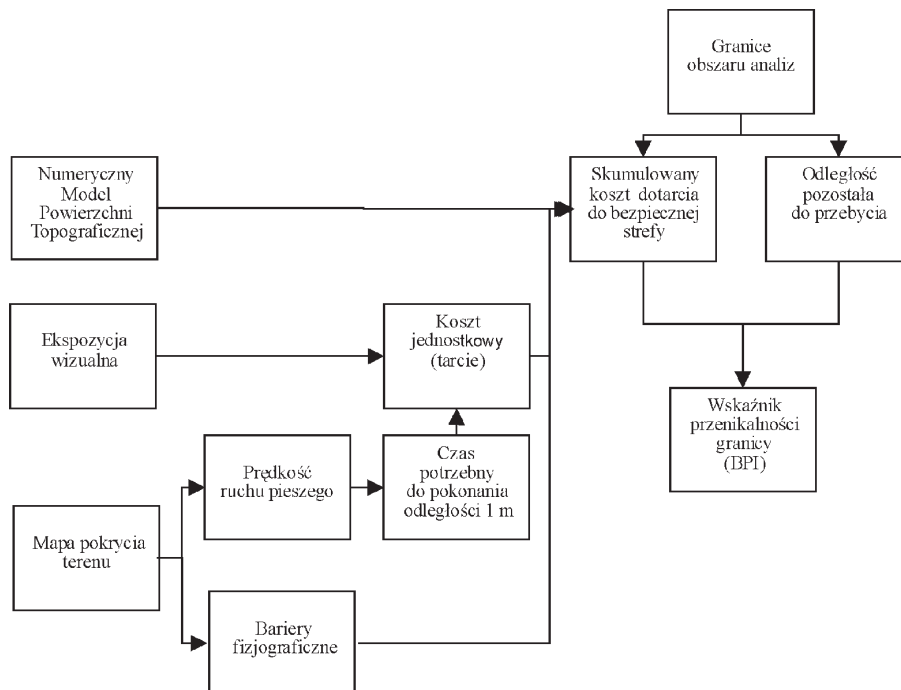 Granice
obszaru analiz
Numeryczny
Model
Powierzchni
Topograficznej
Skumulowany
koszt dotarcia
do bezpiecznej
strefy
Odległość
pozostała
do przebycia
Ekspozycja
wizualna
Koszt
jednostkowy
(tarcie)
Wskaźnik
przenikalności
granicy
(BPI)
Prędkość
ruchu pieszego
Czas
potrzebny
do pokonania
odległości 1 m
Mapa pokrycia
terenu
Bariery
fizjograficzne